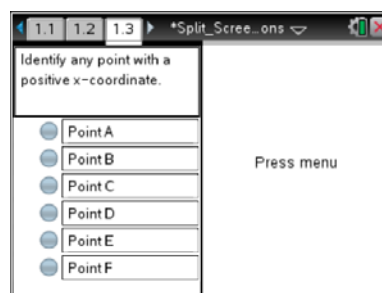 1.1 1.2 1.3 *Split_Scree...ons
Identify any point with a
positive x-coordinate.
Point A
Point B
Point C
Point D
Point E
Point F
Press menu